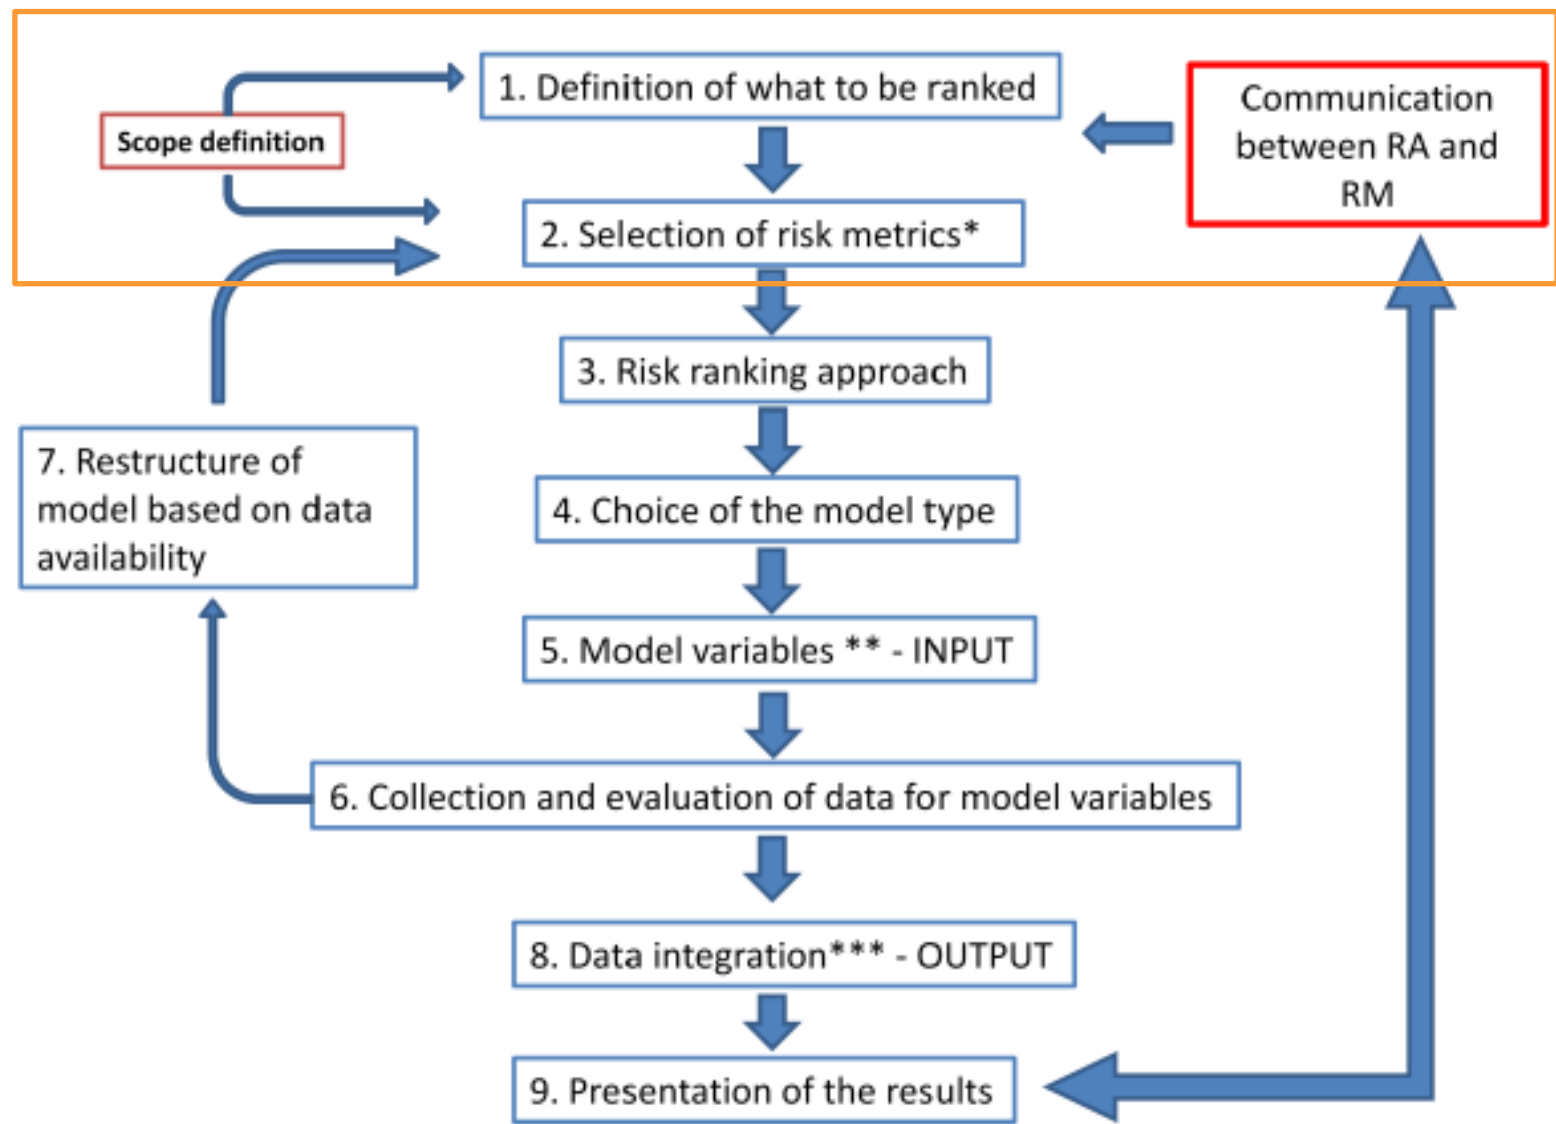 1. Definition of what to be ranked
Communication
between RA and
RM
Scope definition
2. Selection of risk metrics*
3. Risk ranking approach
7. Restructure of
model based on data
availability
4. Choice of the model type
5. Model variables ** - INPUT
6. Collection and evaluation of data for model variables
8. Data integration*** - OUTPUT
9. Presentation of the results